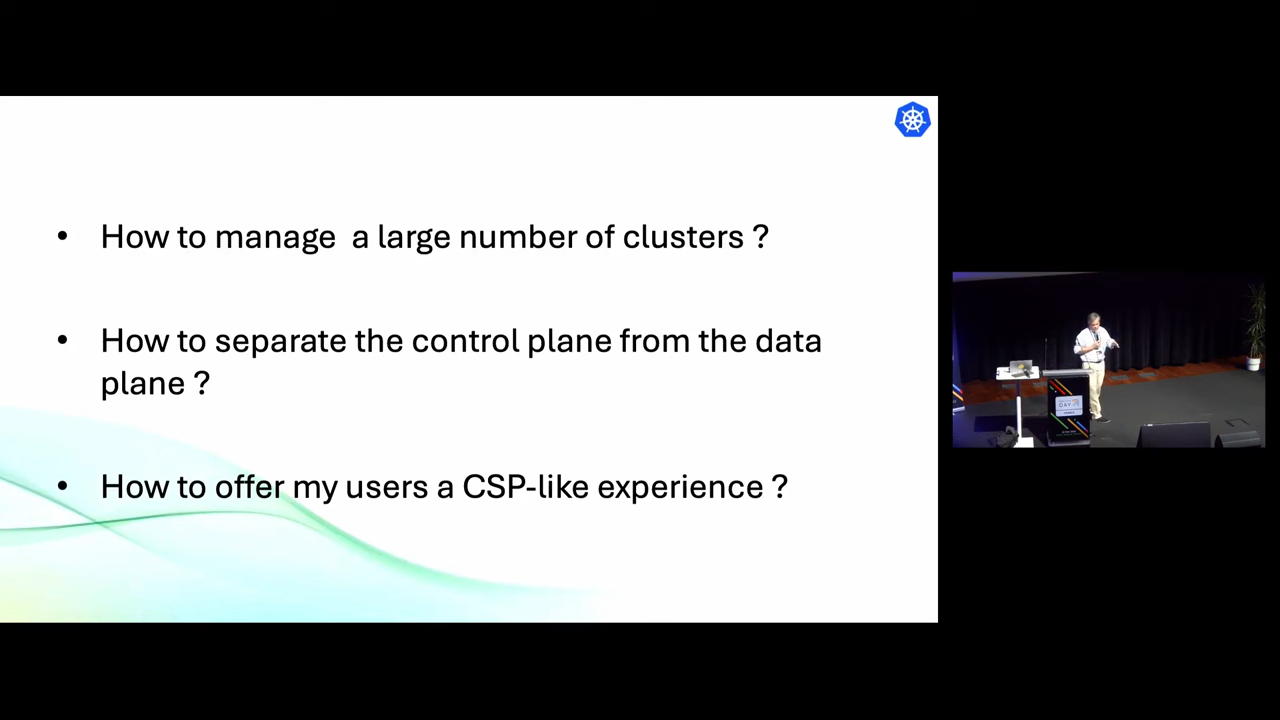 • How to manage  a large number of clusters ?
• How to separate the control plane from the data
plane ?
• How to offer my users a CSP-like experience ?